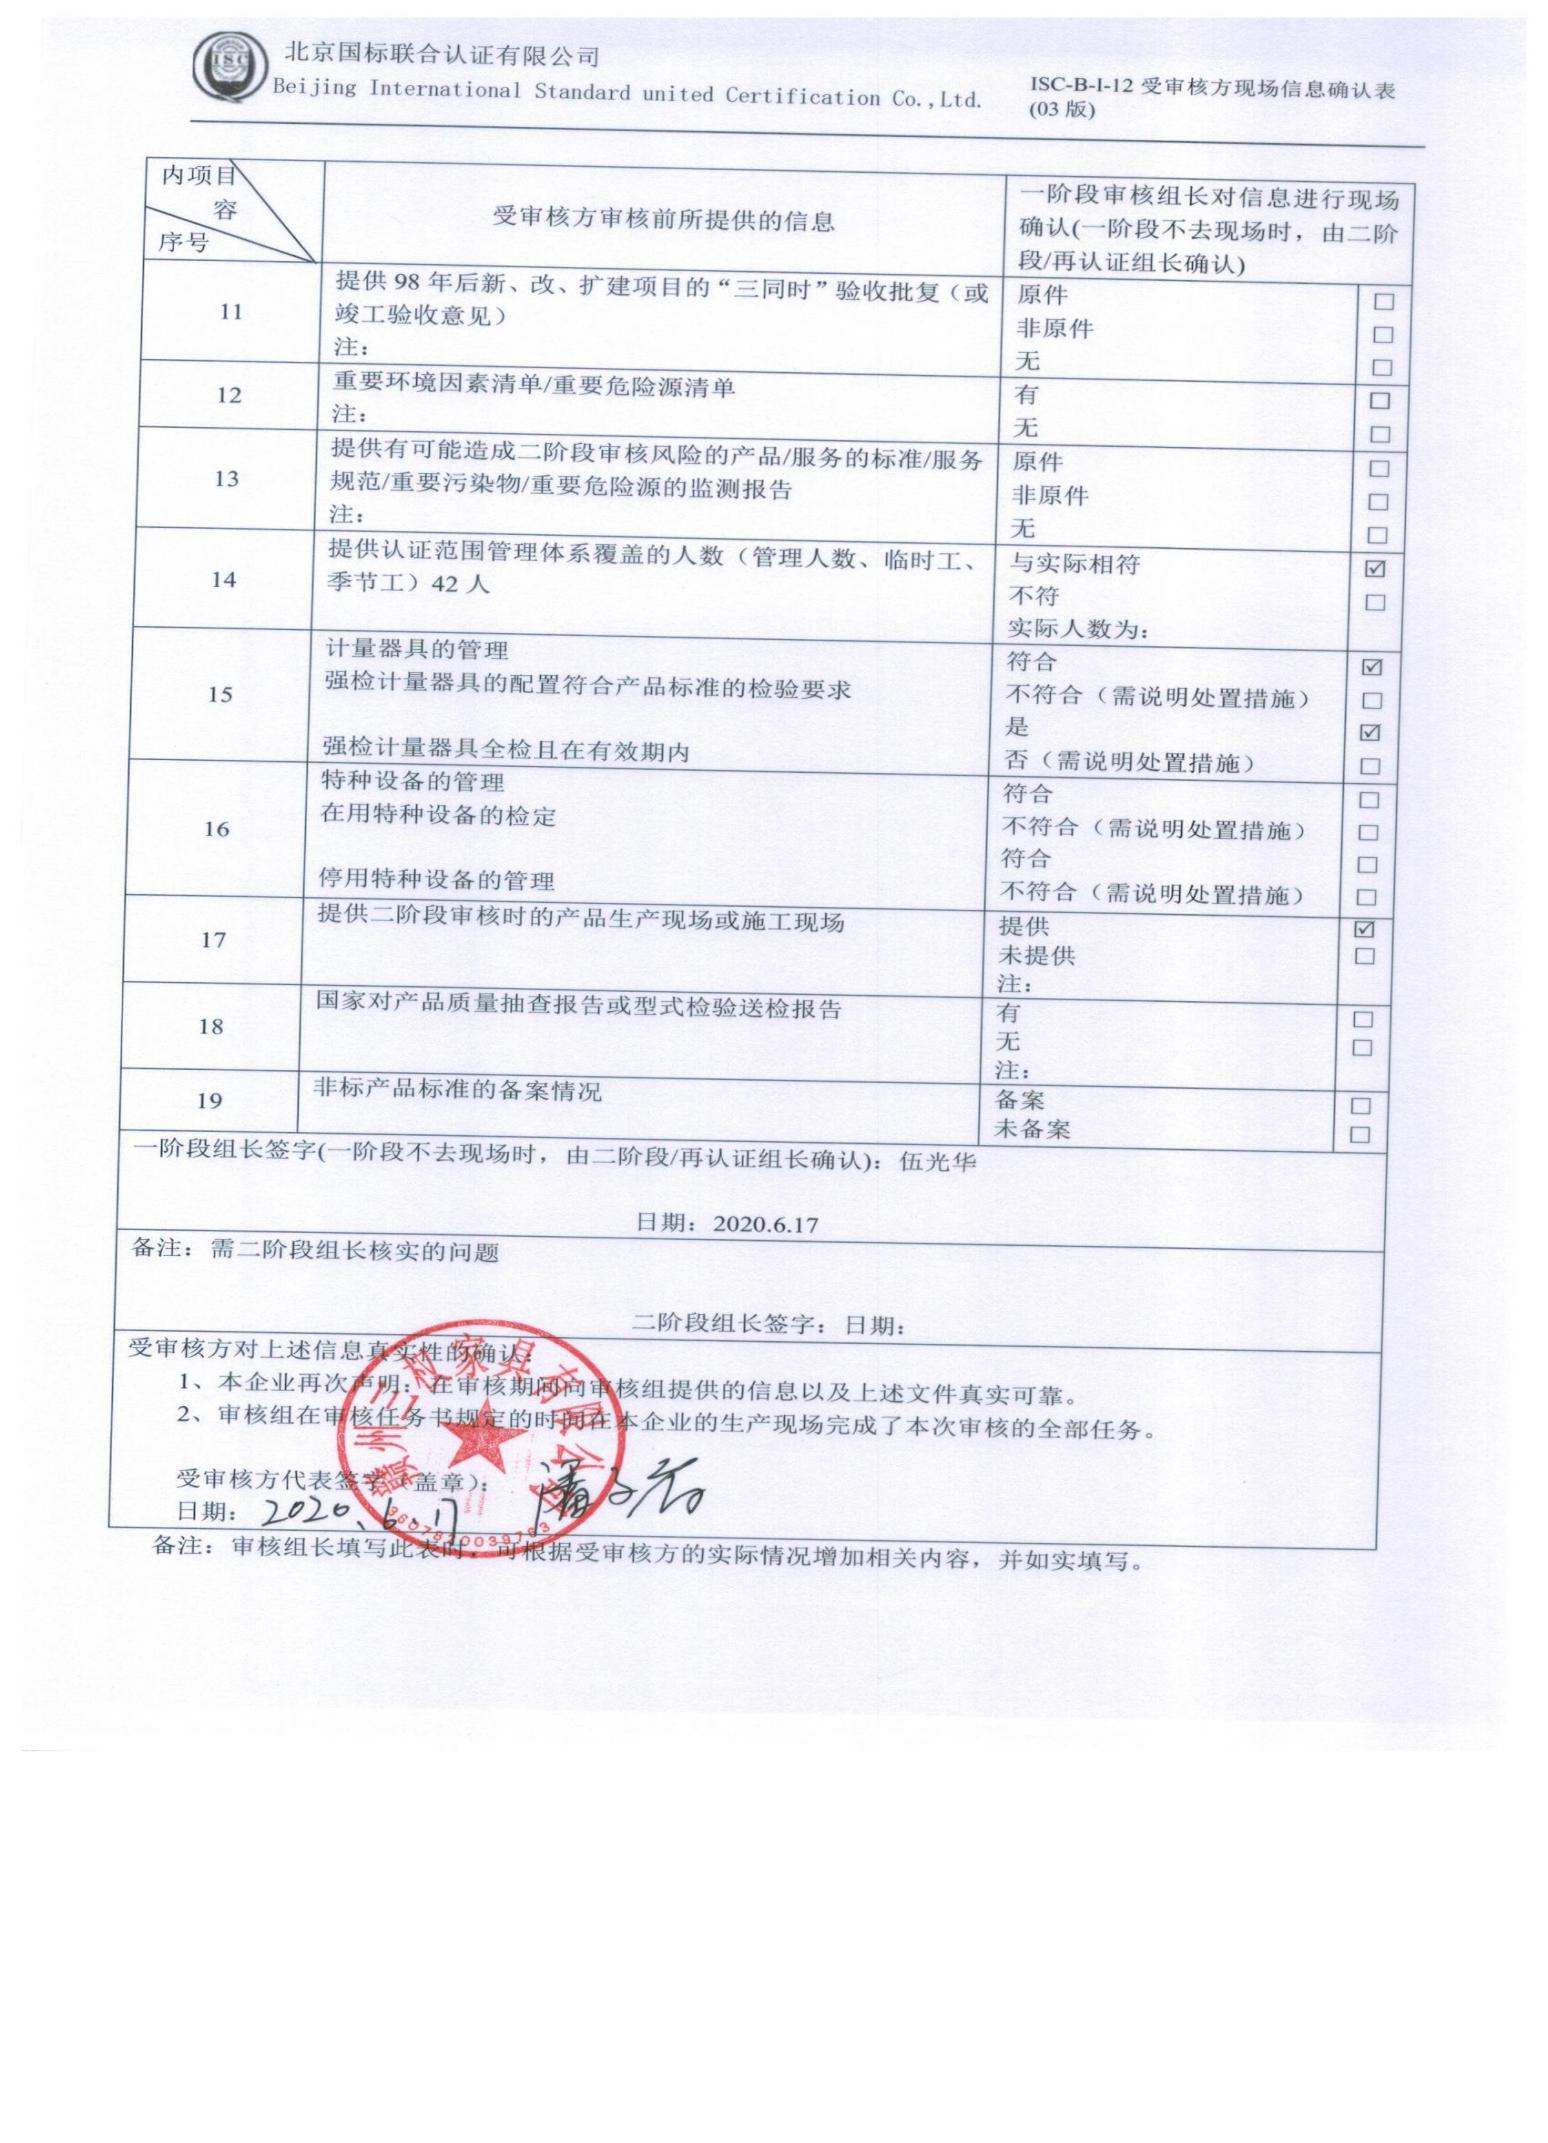 ISC
北京国标联合认证有限公司
Beijing International Standard united Certification Co.,Ltd.
ISC-B-I-12 受审核方现场信息确认表
(03 版)
内项目
容
序号
受审核方审核前所提供的信息
一阶段审核组长对信息进行现场
确认(一阶段不去现场时，由二阶
段/再认证组长确认)
11
提供 98 年后新、改、扩建项目的“三同时”验收批复（或
竣工验收意见）
注：
原件 □
非原件 □
无 □
12
重要环境因素清单/重要危险源清单
注：
有 □
无 □
13
提供有可能造成二阶段审核风险的产品/服务的标准/服务
规范/重要污染物/重要危险源的监测报告
注：
原件 □
非原件 □
无 □
14
提供认证范围管理体系覆盖的人数（管理人数、临时工、
季节工）42 人
与实际相符 ☑
不符 □
实际人数为：
15
计量器具的管理
强检计量器具的配置符合产品标准的检验要求
强检计量器具全检且在有效期内
符合 ☑
不符合（需说明处置措施） □
是 ☑
否（需说明处置措施） □
16
特种设备的管理
在用特种设备的检定
停用特种设备的管理
符合 □
不符合（需说明处置措施） □
符合 □
不符合（需说明处置措施） □
17
提供二阶段审核时的产品生产现场或施工现场
提供 ☑
未提供 □
注：
18
国家对产品质量抽查报告或型式检验送检报告
有 □
无 □
注：
19
非标产品标准的备案情况
备案 □
未备案 □
一阶段组长签字(一阶段不去现场时，由二阶段/再认证组长确认)：伍光华
日期：2020.6.17
备注：需二阶段组长核实的问题
二阶段组长签字：日期：
受审核方对上述信息真实性的确认：
1、本企业再次声明：在审核期间向审核组提供的信息以及上述文件真实可靠。
2、审核组在审核任务书规定的时间在本企业的生产现场完成了本次审核的全部任务。
受审核方代表签字（盖章）：
日期：2020.6.17
备注：审核组长填写此表时，可根据受审核方的实际情况增加相关内容，并如实填写。